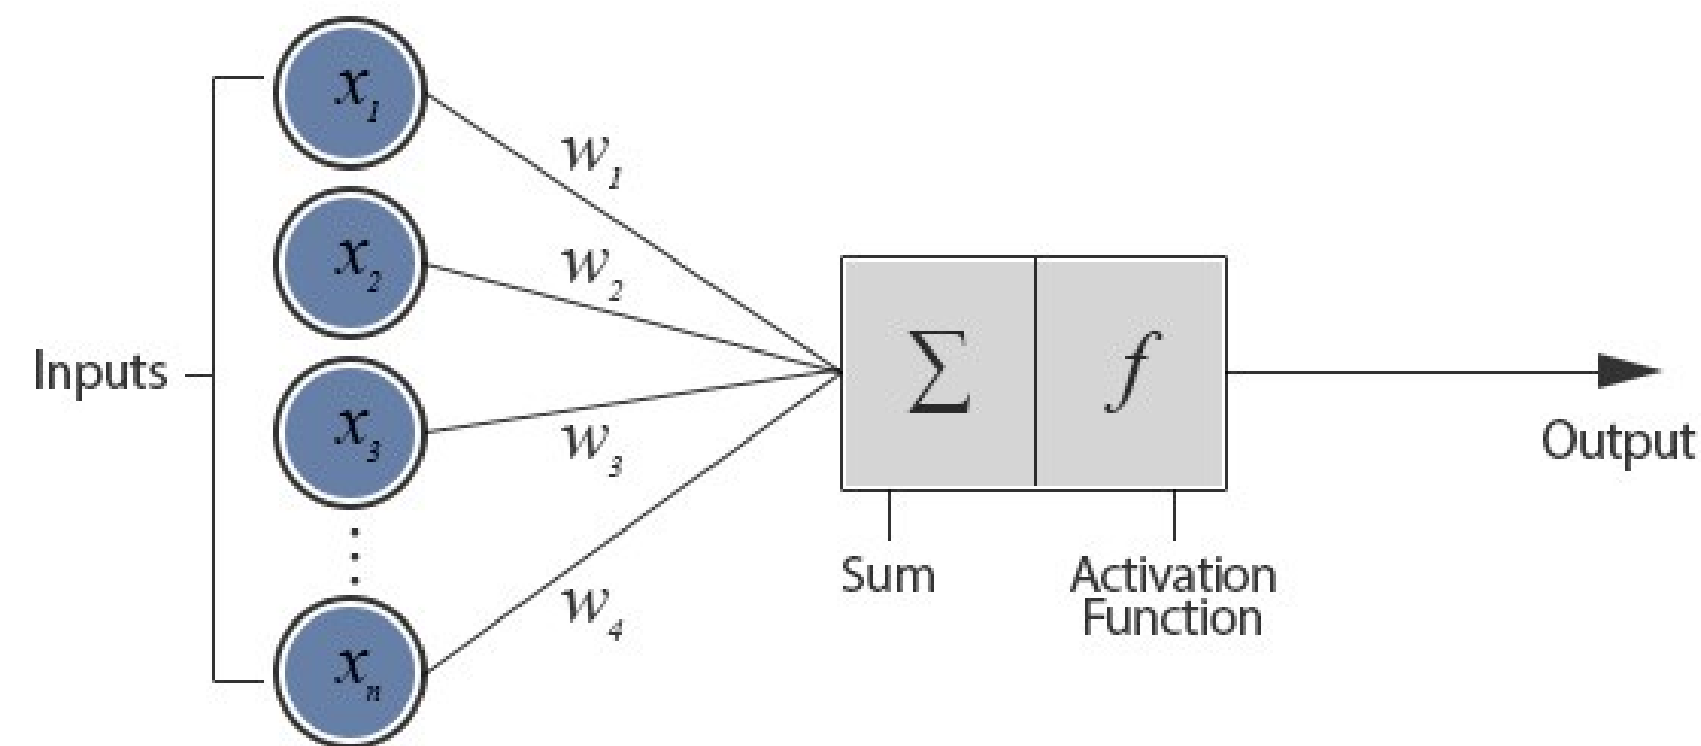 x₁
w₁
x₂
w₂
Inputs
x₃
w₃
xₙ
w₄
Σ
f
Sum
Activation
Function
Output